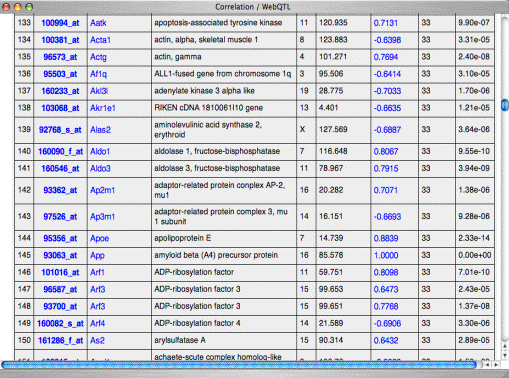 Correlation / WebQTL
133 100994_at Aatk apoptosis-associated tyrosine kinase 11 120.935 0.7131 33 9.90e-07
134 100381_at Acta1 actin, alpha, skeletal muscle 1 8 123.883 -0.6398 33 3.31e-05
135 96573_at Actg actin, gamma 4 101.271 0.7694 33 2.40e-08
136 95503_at Af1q ALL1-fused gene from chromosome 1q 3 95.506 -0.6414 33 3.10e-05
137 160233_at Akl3l adenylate kinase 3 alpha like 19 28.775 -0.7033 33 1.70e-06
138 103068_at Akr1e1 RIKEN cDNA 1810061I10 gene 13 4.401 -0.6635 33 1.21e-05
139 92768_s_at Alas2 aminolevulinic acid synthase 2, erythroid X 127.569 -0.6887 33 3.64e-06
140 160090_f_at Aldo1 aldolase 1, fructose-bisphosphatase 7 116.648 0.8067 33 9.55e-10
141 160546_at Aldo3 aldolase 3, fructose-bisphosphatase 11 78.967 0.7915 33 3.94e-09
142 93362_at Ap2m1 adaptor-related protein complex AP-2, mu1 16 20.282 0.7071 33 1.38e-06
143 97526_at Ap3m1 adaptor-related protein complex 3, mu 1 subunit 14 16.151 -0.6693 33 9.28e-06
144 95356_at Apoe apolipoprotein E 7 14.739 0.8839 33 2.33e-14
145 93063_at App amyloid beta (A4) precursor protein 16 85.578 1.0000 33 0.00e+00
146 101016_at Arf1 ADP-ribosylation factor 11 59.751 0.8098 33 7.01e-10
147 96587_at Arf3 ADP-ribosylation factor 3 15 99.653 0.6473 33 2.43e-05
148 93700_at Arf3 ADP-ribosylation factor 3 15 99.651 0.7768 33 1.37e-08
149 160082_s_at Arf4 ADP-ribosylation factor 4 14 21.589 -0.6906 33 3.30e-06
150 161286_f_at As2 arylsulfatase A 15 90.314 0.6432 33 2.89e-05
achaete-scute complex homolog-like